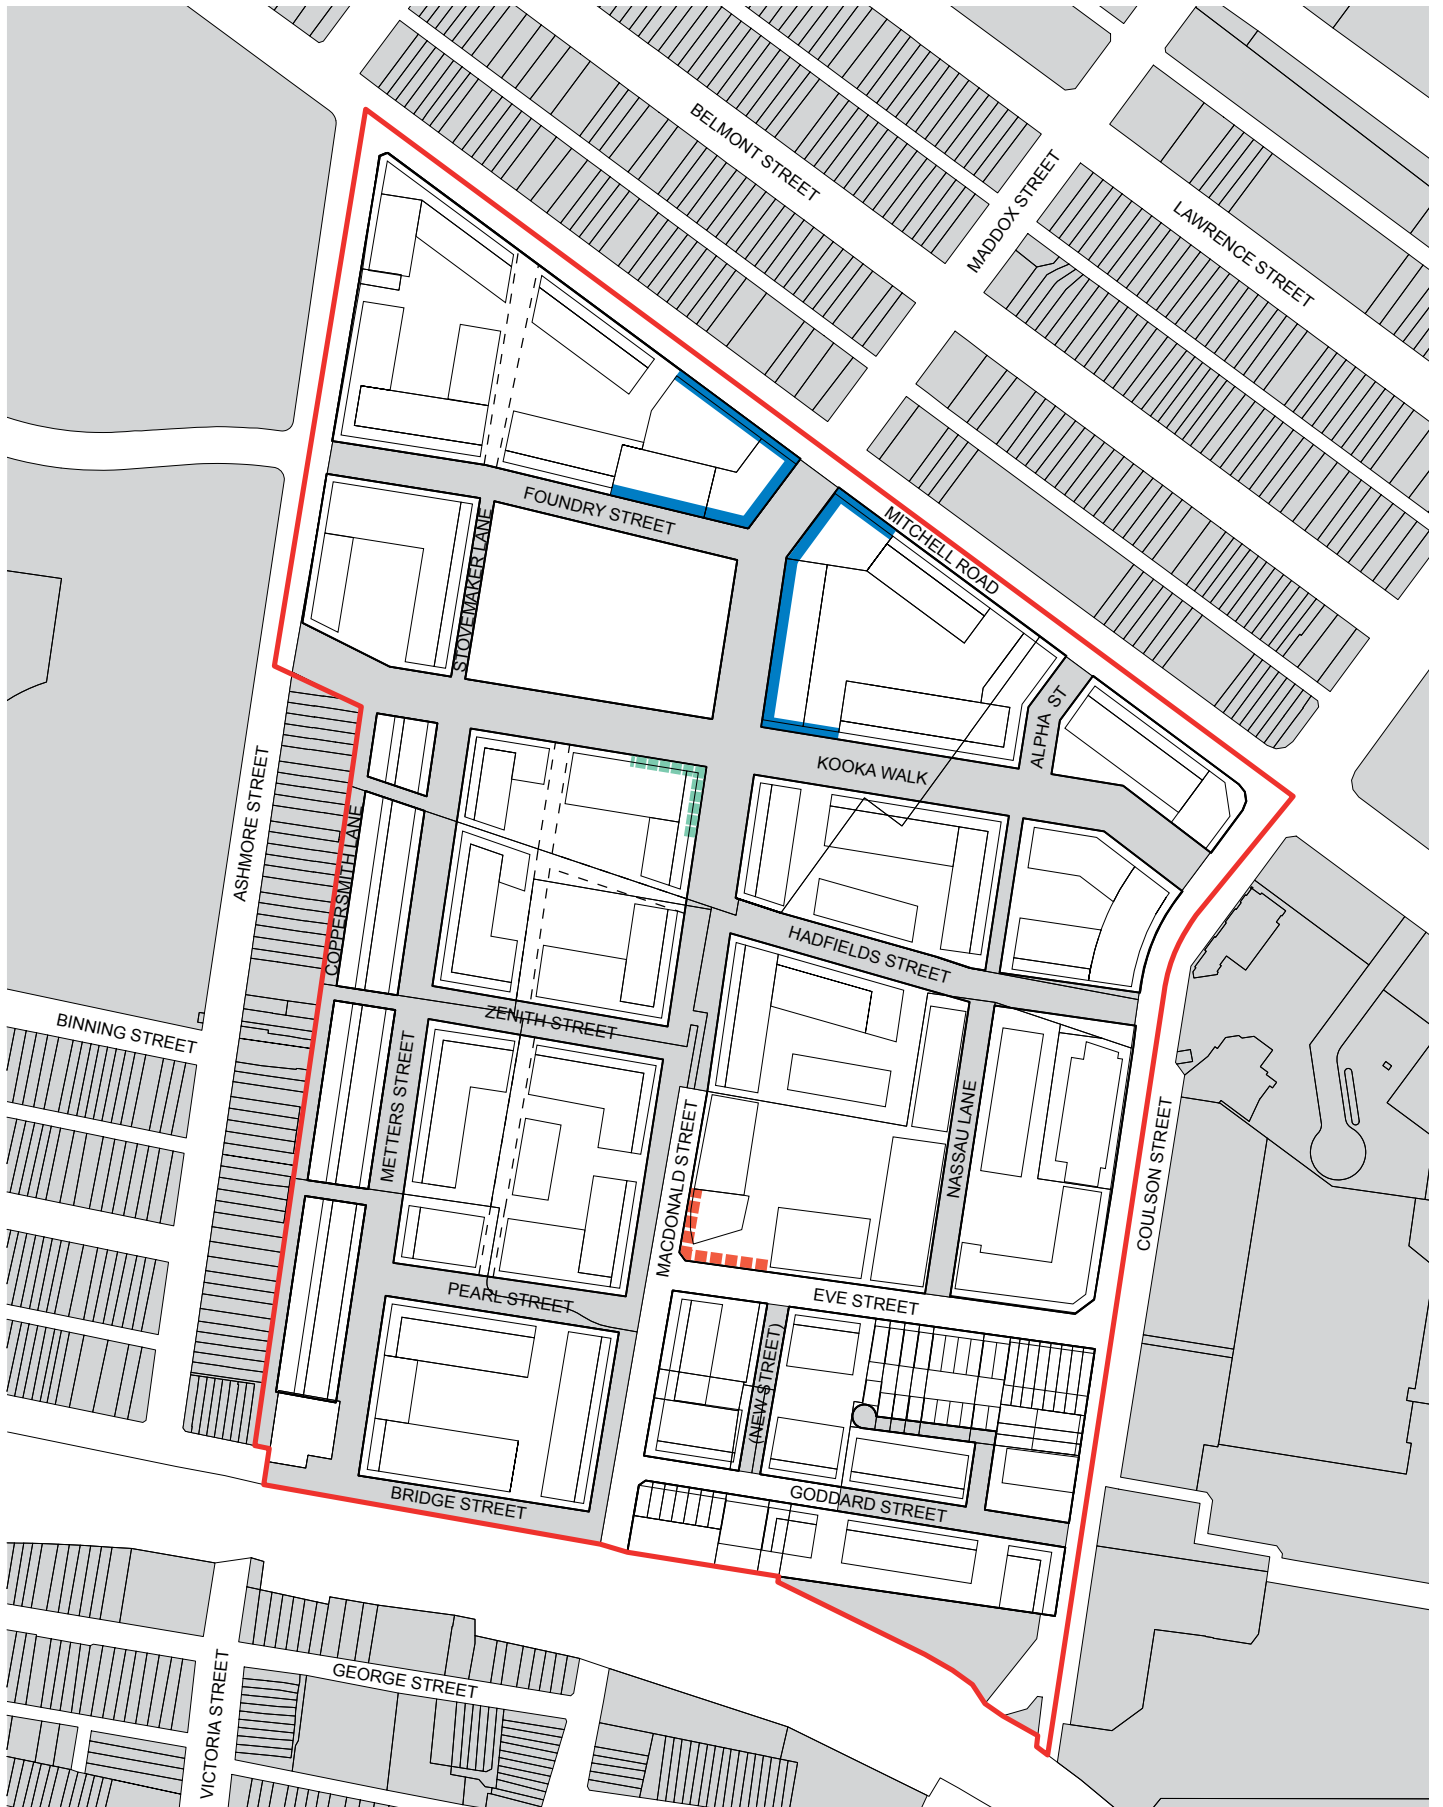 BELMONT STREET
MADDOX STREET
LAWRENCE STREET
FOUNDRY STREET
STOVEMAKER LANE
MITCHELL ROAD
ALPHA ST
KOOKA WALK
ASHMORE STREET
COPPERSMITH LANE
HADFIELDS STREET
BINNING STREET
ZENITH STREET
METTERS STREET
MACDONALD STREET
NASSAU LANE
COULSON STREET
PEARL STREET
EVE STREET
(NEW STREET)
BRIDGE STREET
GODDARD STREET
GEORGE STREET
VICTORIA STREET